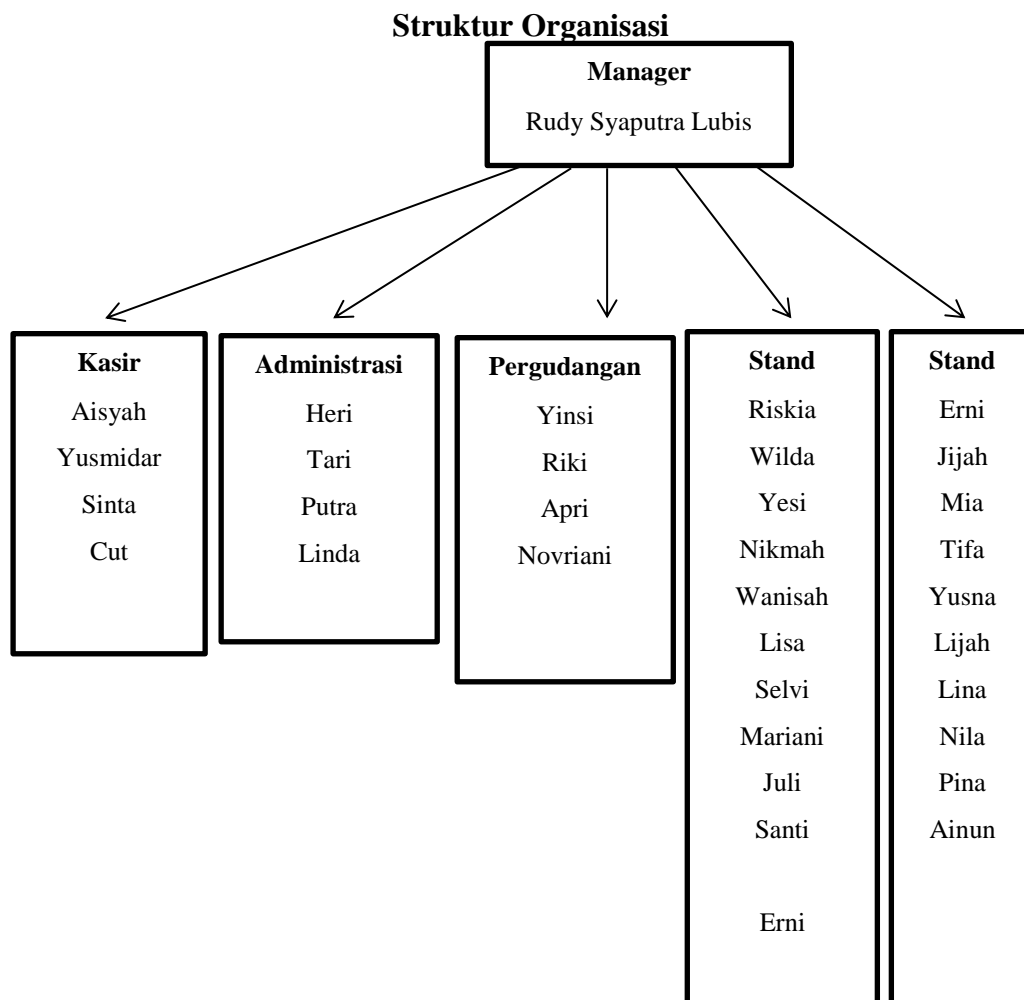 Struktur Organisasi
Manager
Rudy Syaputra Lubis
Kasir
Aisyah
Yusmidar
Sinta
Cut
Administrasi
Heri
Tari
Putra
Linda
Pergudangan
Yinsi
Riki
Apri
Novriani
Stand
Riskia
Wilda
Yesi
Nikmah
Wanisah
Lisa
Selvi
Mariani
Juli
Santi
Erni
Stand
Erni
Jijah
Mia
Tifa
Yusna
Lijah
Lina
Nila
Pina
Ainun